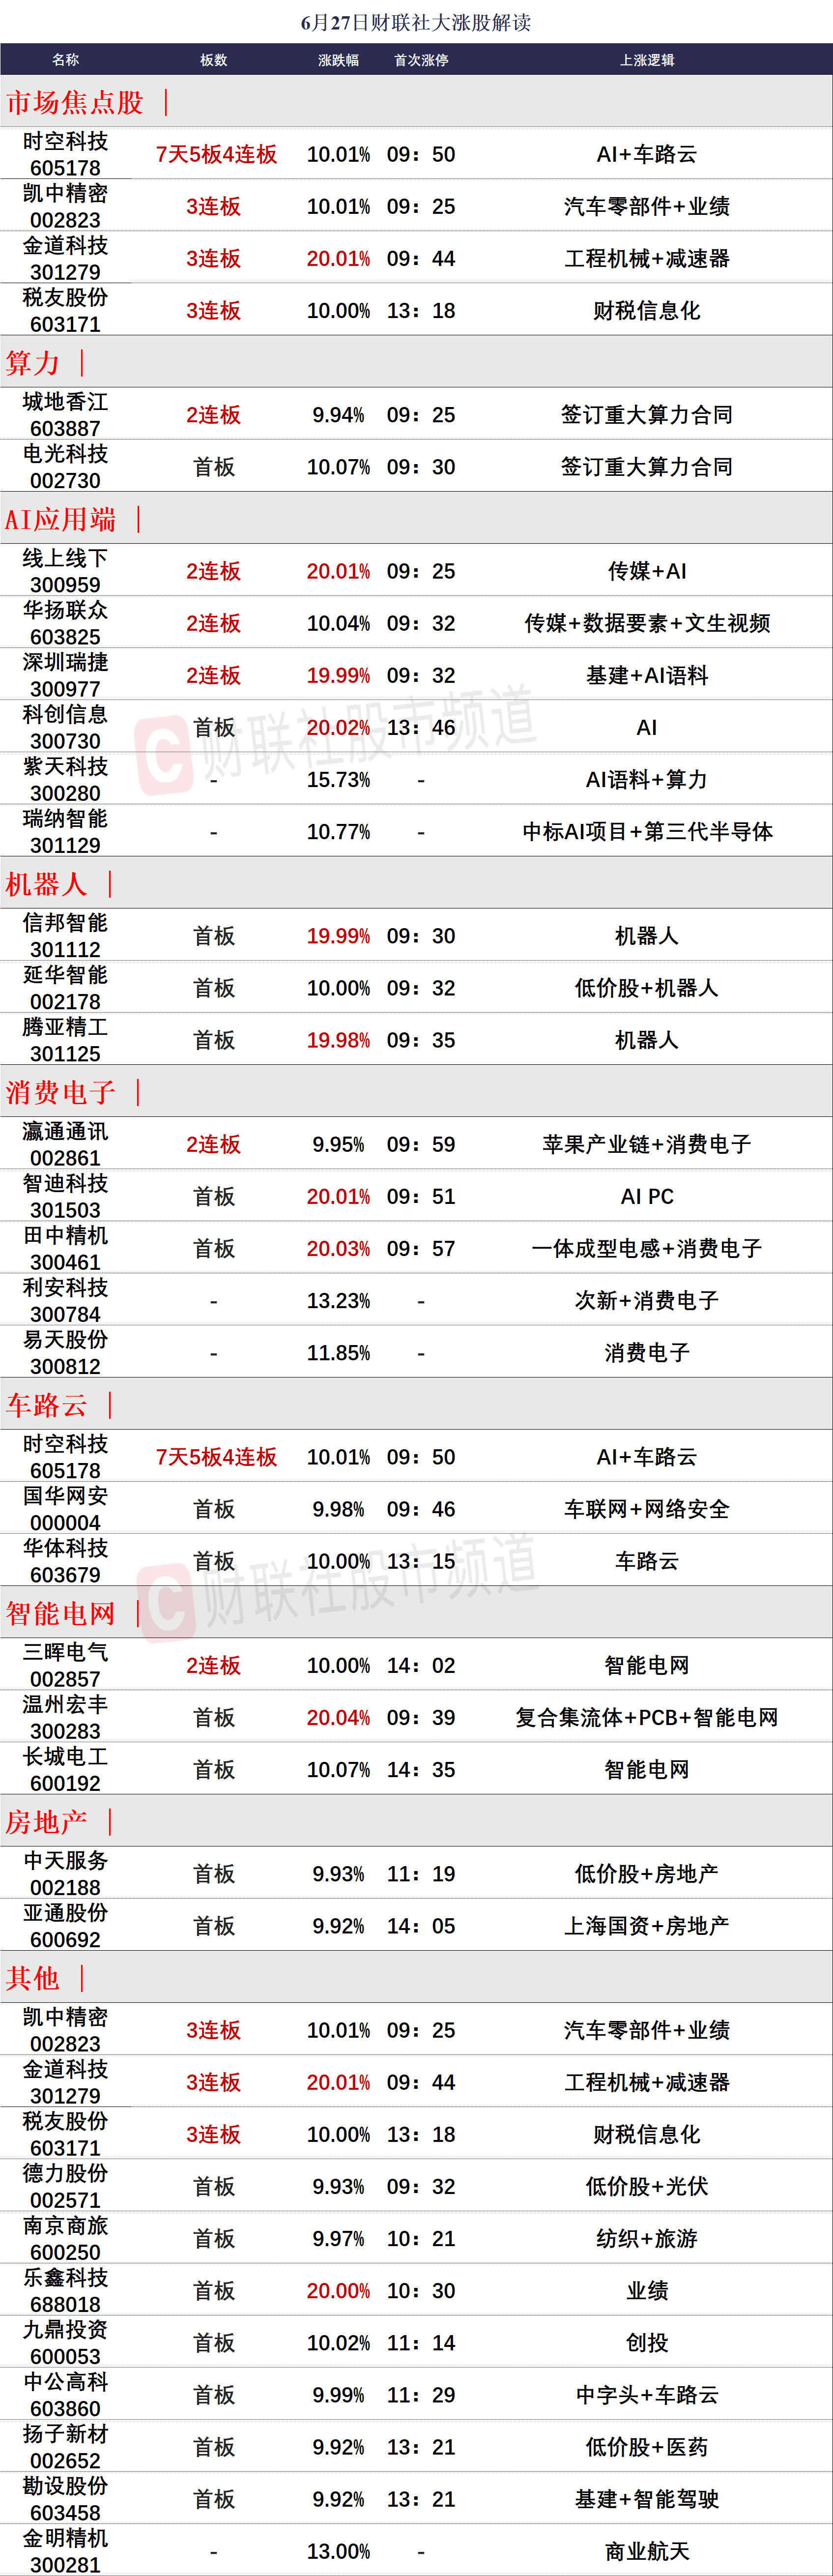 6月27日财联社大涨股解读
名称 板数 涨跌幅 首次涨停 上涨逻辑
市场焦点股
时空科技
605178 7天5板4连板 10.01% 09：50 AI+车路云
凯中精密
002823 3连板 10.01% 09：25 汽车零部件+业绩
金道科技
301279 3连板 20.01% 09：44 工程机械+减速器
税友股份
603171 3连板 10.00% 13：18 财税信息化
算力
城地香江
603887 2连板 9.94% 09：25 签订重大算力合同
电光科技
002730 首板 10.07% 09：30 签订重大算力合同
AI应用端
线上线下
300959 2连板 20.01% 09：25 传媒+AI
华扬联众
603825 2连板 10.04% 09：32 传媒+数据要素+文生视频
深圳瑞捷
300977 2连板 19.99% 09：32 基建+AI语料
科创信息
300730 首板 20.02% 13：46 AI
紫天科技
300280 - 15.73% - AI语料+算力
瑞纳智能
301129 - 10.77% - 中标AI项目+第三代半导体
财联社股市频道
机器人
信邦智能
301112 首板 19.99% 09：30 机器人
延华智能
002178 首板 10.00% 09：32 低价股+机器人
腾亚精工
301125 首板 19.98% 09：35 机器人
消费电子
瀛通通讯
002861 2连板 9.95% 09：59 苹果产业链+消费电子
智迪科技
301503 首板 20.01% 09：51 AI PC
田中精机
300461 首板 20.03% 09：57 一体成型电感+消费电子
利安科技
300784 - 13.23% - 次新+消费电子
易天股份
300812 - 11.85% - 消费电子
车路云
时空科技
605178 7天5板4连板 10.01% 09：50 AI+车路云
国华网安
000004 首板 9.98% 09：46 车联网+网络安全
华体科技
603679 首板 10.00% 13：15 车路云
财联社股市频道
智能电网
三晖电气
002857 2连板 10.00% 14：02 智能电网
温州宏丰
300283 首板 20.04% 09：39 复合集流体+PCB+智能电网
长城电工
600192 首板 10.07% 14：35 智能电网
房地产
中天服务
002188 首板 9.93% 11：19 低价股+房地产
亚通股份
600692 首板 9.92% 14：05 上海国资+房地产
其他
凯中精密
002823 3连板 10.01% 09：25 汽车零部件+业绩
金道科技
301279 3连板 20.01% 09：44 工程机械+减速器
税友股份
603171 3连板 10.00% 13：18 财税信息化
德力股份
002571 首板 9.93% 09：32 低价股+光伏
南京商旅
600250 首板 9.97% 10：21 纺织+旅游
乐鑫科技
688018 首板 20.00% 10：30 业绩
九鼎投资
600053 首板 10.02% 11：14 创投
中公高科
603860 首板 9.99% 11：29 中字头+车路云
扬子新材
002652 首板 9.92% 13：21 低价股+医药
勘设股份
603458 首板 9.92% 13：21 基建+智能驾驶
金明精机
300281 - 13.00% - 商业航天